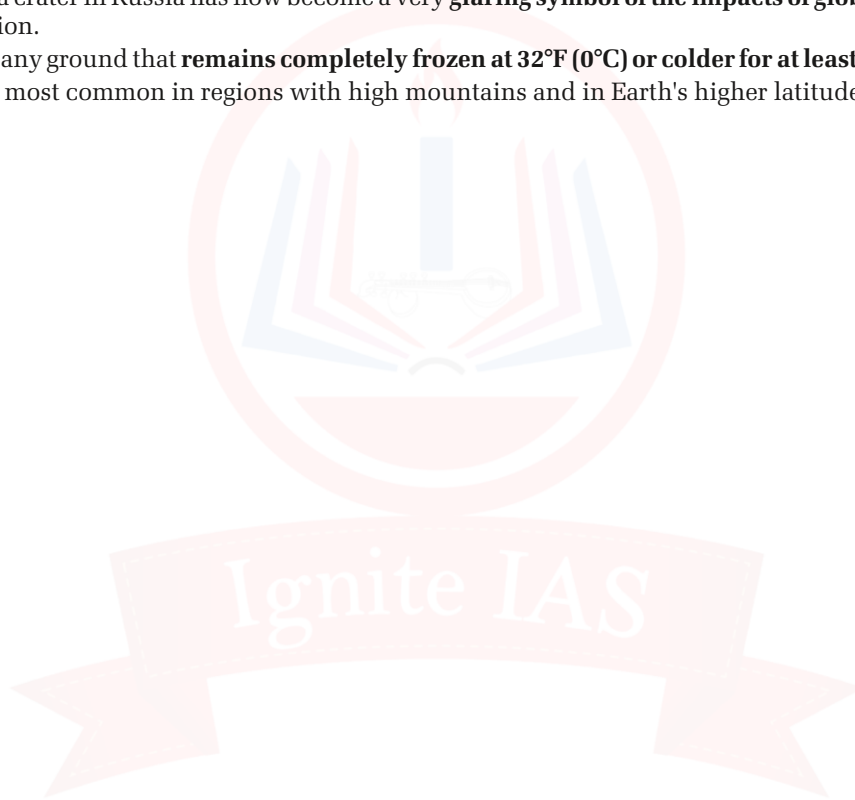 crater in Russia has now become a very glaring symbol of the impacts of glob
ion.
any ground that remains completely frozen at 32°F (0°C) or colder for at least
most common in regions with high mountains and in Earth's higher latitude
Ignite IAS